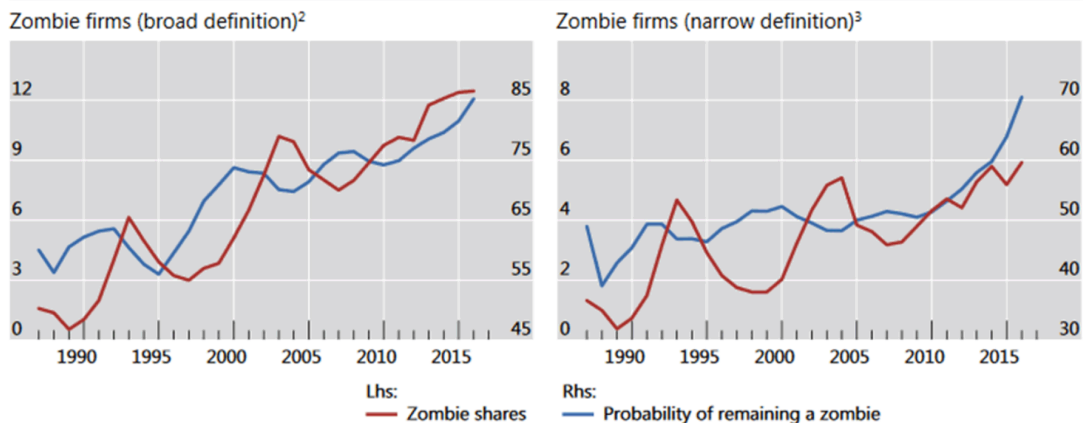 Zombie firms (broad definition)²
Zombie firms (narrow definition)³
12 85
9 75
6 65
3 55
0 45
1990 1995 2000 2005 2010 2015
8 70
6 60
4 50
2 40
0 30
1990 1995 2000 2005 2010 2015
Lhs: Rhs:
Zombie shares Probability of remaining a zombie